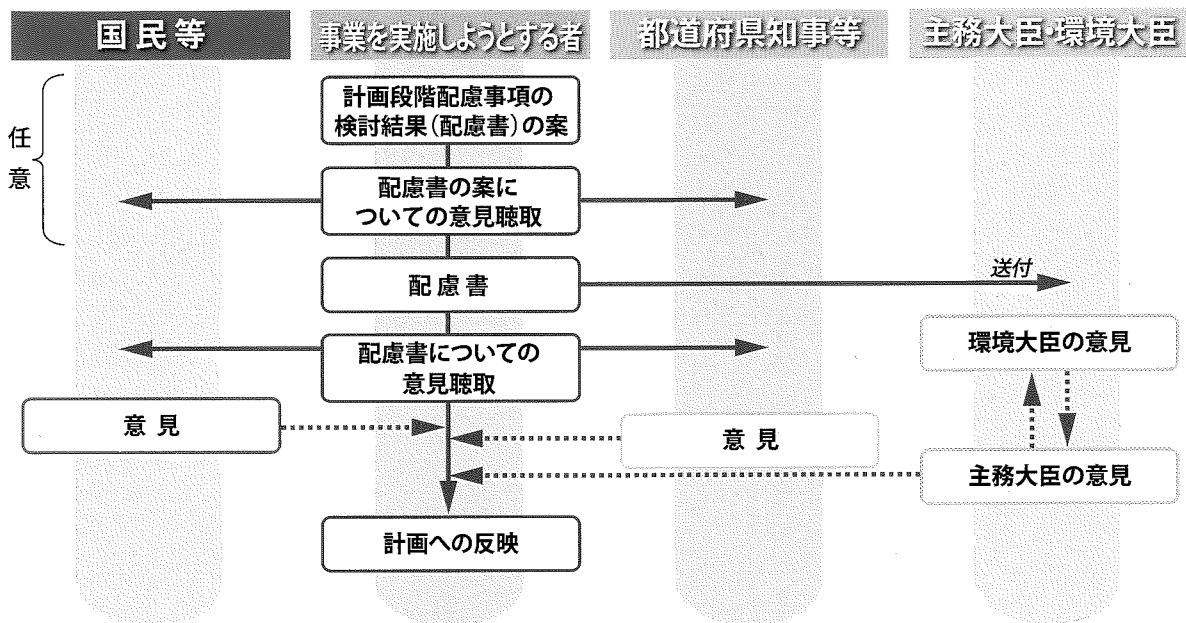 国民等
事業を実施しようとする者
都道府県知事等
主務大臣・環境大臣
任意
計画段階配慮事項の
検討結果（配慮書）の案
配慮書の案に
ついての意見聴取
配慮書
送付
配慮書についての
意見聴取
環境大臣の意見
意見
意見
主務大臣の意見
計画への反映